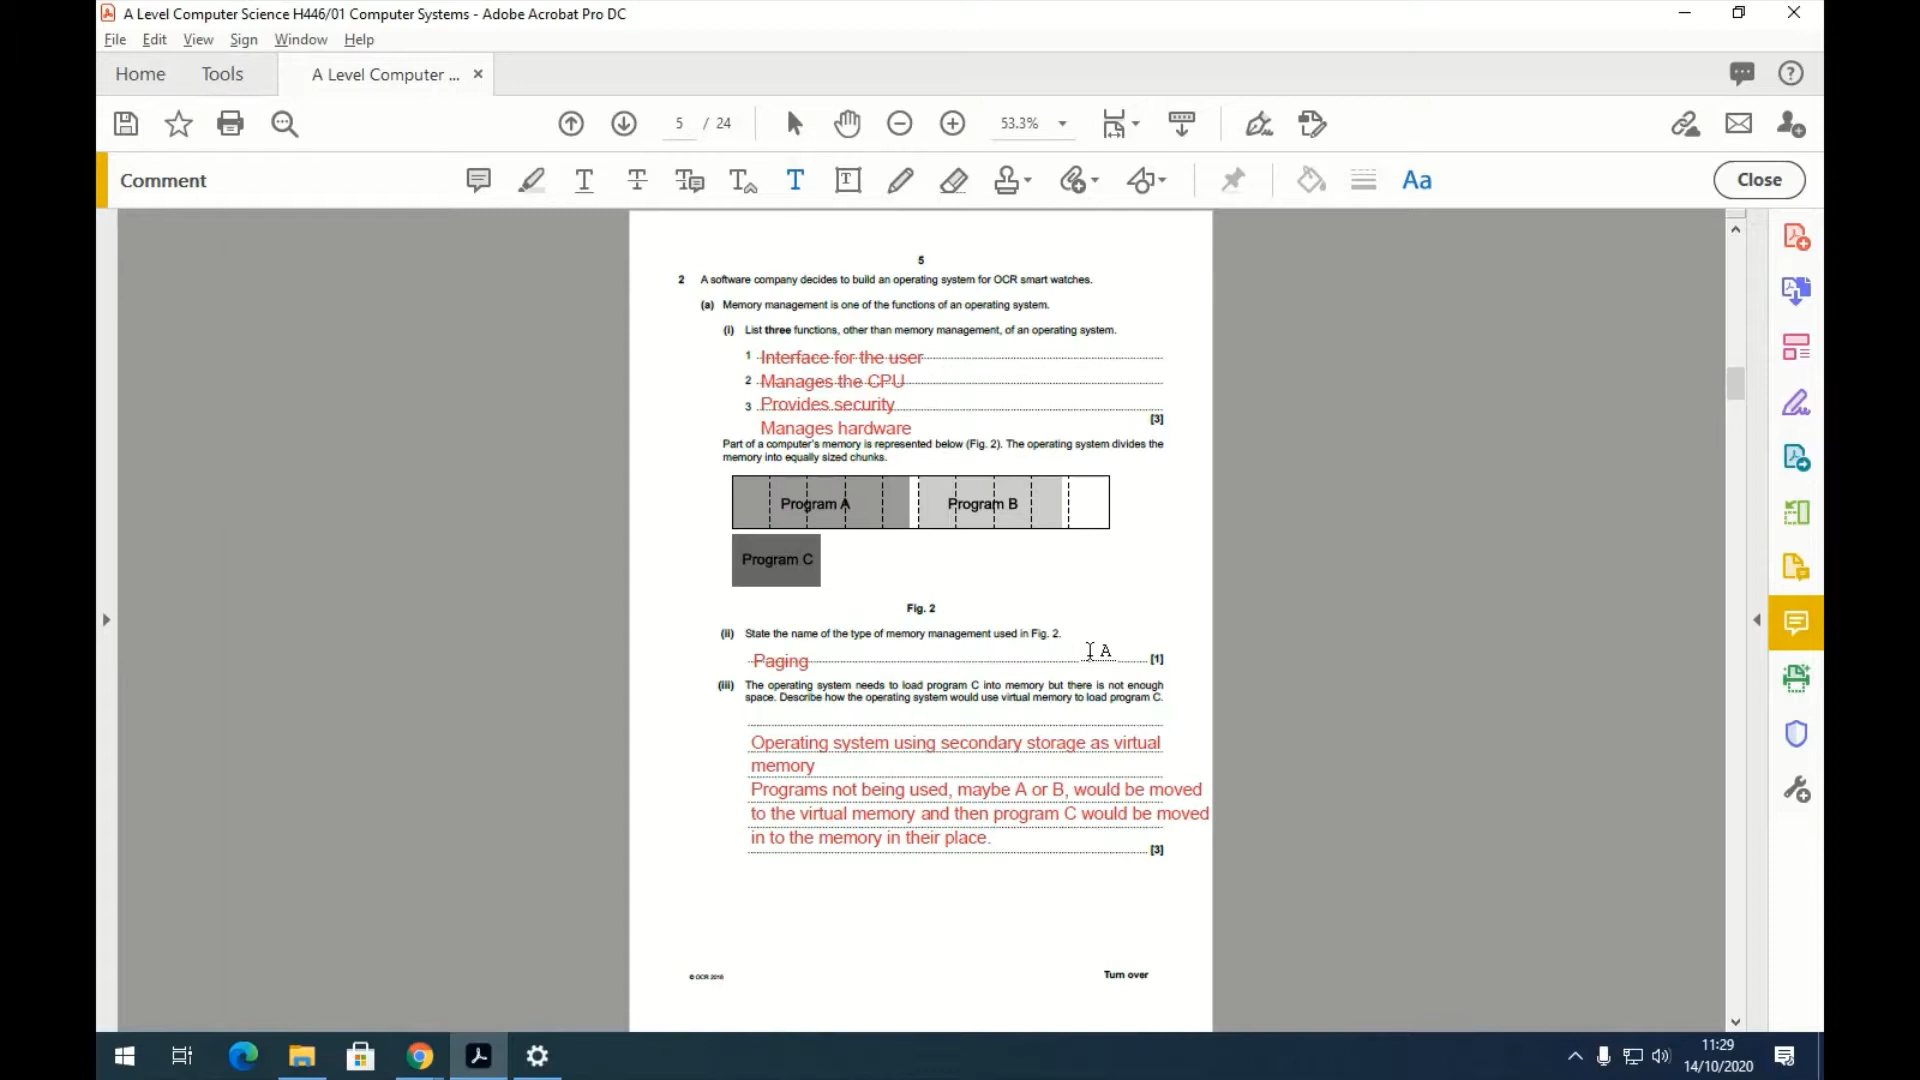 A Level Computer Science H446/01 Computer Systems - Adobe Acrobat Pro DC
File Edit View Sign Window Help
Home Tools A Level Computer ... ×
5 / 24 53.3%
Comment Aa Close
5
2 A software company decides to build an operating system for OCR smart watches.
(a) Memory management is one of the functions of an operating system.
(i) List three functions, other than memory management, of an operating system.
1 Interface for the user
2 Manages the CPU
3 Provides security
[3]
Manages hardware
Part of a computer's memory is represented below (Fig. 2). The operating system divides the
memory into equally sized chunks.
Program A Program B
Program C
Fig. 2
(ii) State the name of the type of memory management used in Fig. 2.
Paging [1]
(iii) The operating system needs to load program C into memory but there is not enough
space. Describe how the operating system would use virtual memory to load program C.
Operating system using secondary storage as virtual
memory
Programs not being used, maybe A or B, would be moved
to the virtual memory and then program C would be moved
in to the memory in their place.
[3]
© OCR 2018 Turn over
11:29
14/10/2020